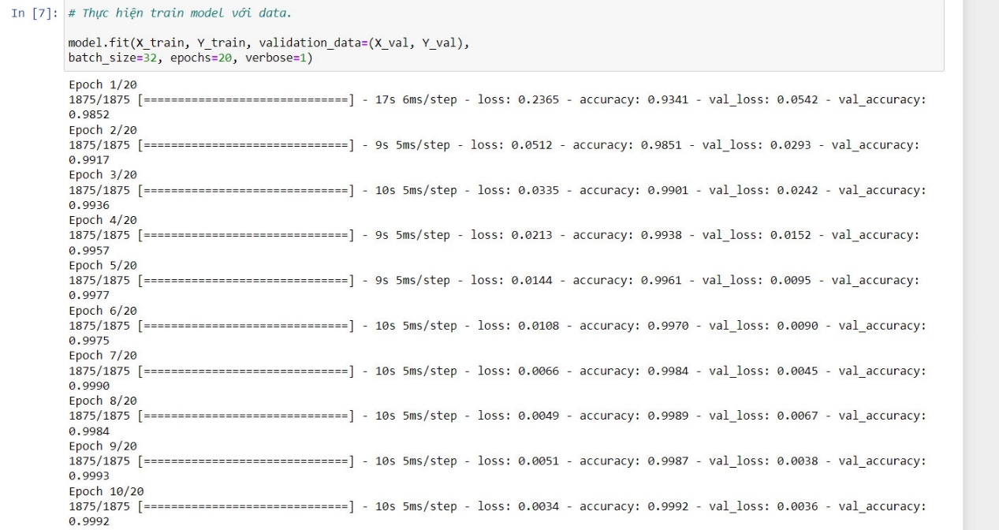 In [7]: # Thực hiện train model với data.
model.fit(X_train, Y_train, validation_data=(X_val, Y_val),
batch_size=32, epochs=20, verbose=1)
Epoch 1/20
1875/1875 [==============================] - 17s 6ms/step - loss: 0.2365 - accuracy: 0.9341 - val_loss: 0.0542 - val_accuracy:
0.9852
Epoch 2/20
1875/1875 [==============================] - 9s 5ms/step - loss: 0.0512 - accuracy: 0.9851 - val_loss: 0.0293 - val_accuracy:
0.9917
Epoch 3/20
1875/1875 [==============================] - 10s 5ms/step - loss: 0.0335 - accuracy: 0.9901 - val_loss: 0.0242 - val_accuracy:
0.9936
Epoch 4/20
1875/1875 [==============================] - 9s 5ms/step - loss: 0.0213 - accuracy: 0.9938 - val_loss: 0.0152 - val_accuracy:
0.9957
Epoch 5/20
1875/1875 [==============================] - 9s 5ms/step - loss: 0.0144 - accuracy: 0.9961 - val_loss: 0.0095 - val_accuracy:
0.9977
Epoch 6/20
1875/1875 [==============================] - 10s 5ms/step - loss: 0.0108 - accuracy: 0.9970 - val_loss: 0.0090 - val_accuracy:
0.9975
Epoch 7/20
1875/1875 [==============================] - 10s 5ms/step - loss: 0.0066 - accuracy: 0.9984 - val_loss: 0.0045 - val_accuracy:
0.9990
Epoch 8/20
1875/1875 [==============================] - 10s 5ms/step - loss: 0.0049 - accuracy: 0.9989 - val_loss: 0.0067 - val_accuracy:
0.9984
Epoch 9/20
1875/1875 [==============================] - 10s 5ms/step - loss: 0.0051 - accuracy: 0.9987 - val_loss: 0.0038 - val_accuracy:
0.9993
Epoch 10/20
1875/1875 [==============================] - 10s 5ms/step - loss: 0.0034 - accuracy: 0.9992 - val_loss: 0.0036 - val_accuracy:
0.9992